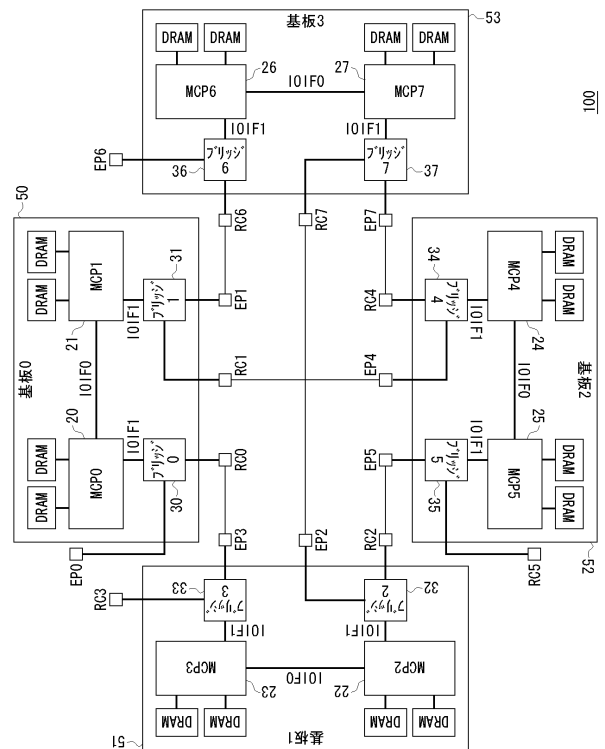 100
基板3
53
DRAM
DRAM
DRAM
DRAM
MCP6
26
IOIF0
27
MCP7
IOIF1
IOIF1
ブリッジ
6
36
ブリッジ
7
37
EP6
RC6
RC7
EP7
基板0
50
DRAM
DRAM
DRAM
DRAM
MCP1
21
IOIF0
20
MCP0
IOIF1
IOIF1
ブリッジ
1
31
ブリッジ
0
30
EP1
RC1
RC0
EP0
基板2
52
DRAM
DRAM
DRAM
DRAM
MCP4
24
IOIF0
25
MCP5
IOIF1
IOIF1
ブリッジ
4
34
ブリッジ
5
35
RC4
EP4
EP5
RC5
基板1
51
DRAM
DRAM
DRAM
DRAM
MCP3
23
IOIF0
22
MCP2
IOIF1
IOIF1
ブリッジ
3
33
ブリッジ
2
32
RC3
EP3
EP2
RC2